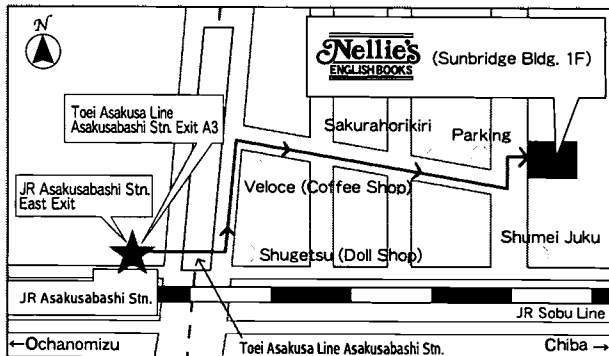 N
Nellie's
ENGLISH BOOKS
(Sunbridge Bldg. 1F)
Toei Asakusa Line
Asakusabashi Stn. Exit A3
Sakurahorikiri
Parking
JR Asakusabashi Stn.
East Exit
Veloce (Coffee Shop)
Shugetsu (Doll Shop)
Shumei Juku
JR Asakusabashi Stn.
JR Sobu Line
←Ochanomizu
Toei Asakusa Line Asakusabashi Stn.
Chiba→